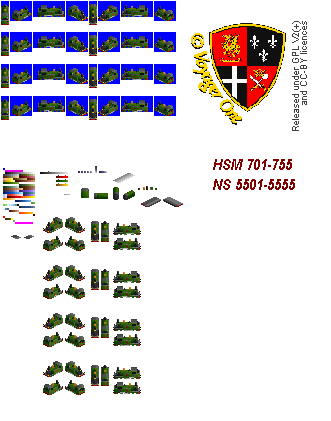 © Voyager One
Released under GPL v2(+)
and CC-BY licences
HSM 701-755
NS 5501-5555